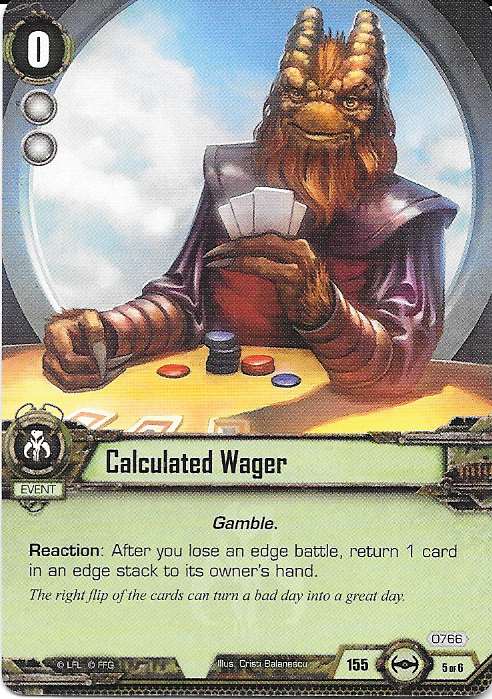 0
Calculated Wager
EVENT
Gamble.
Reaction: After you lose an edge battle, return 1 card
in an edge stack to its owner's hand.
The right flip of the cards can turn a bad day into a great day.
0766
© LFL © FFG
Illus. Cristi Balanescu
155
5 of 6